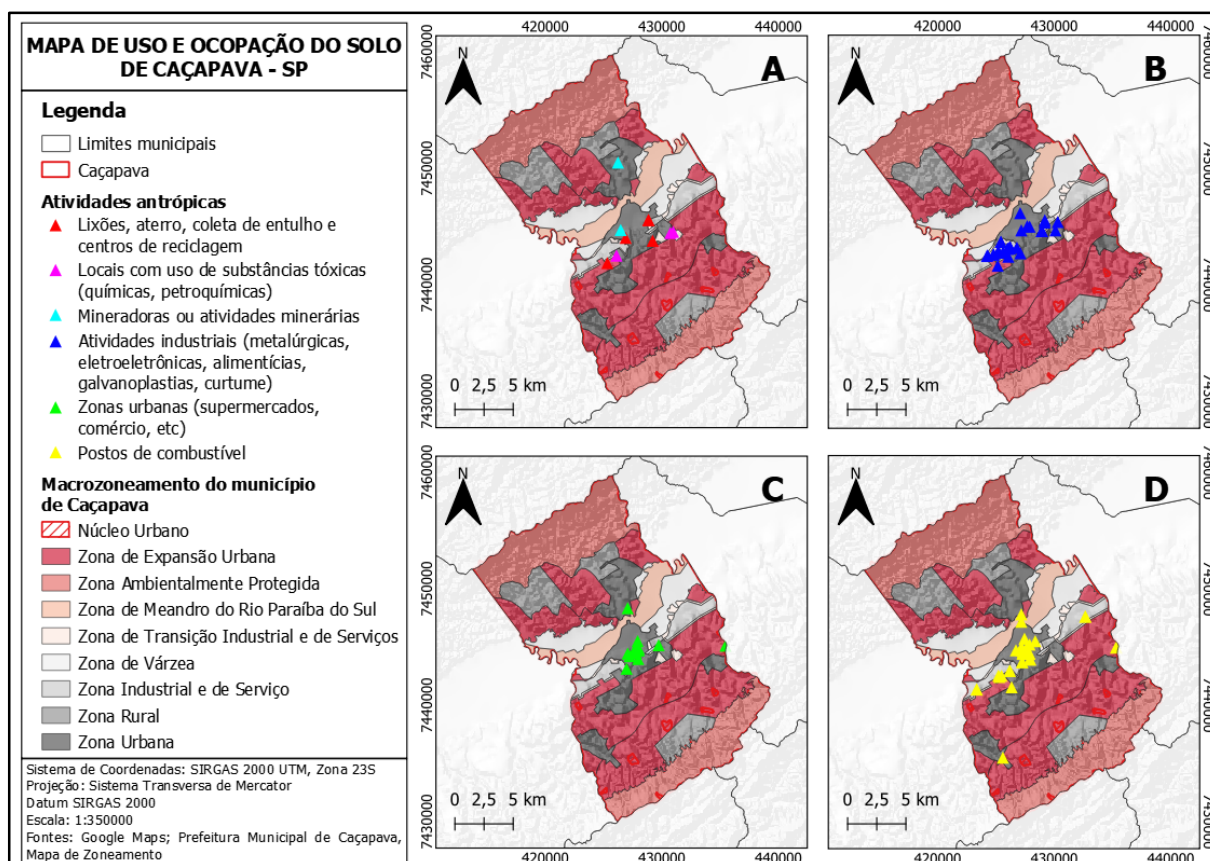 MAPA DE USO E OCOPAÇÃO DO SOLO
DE CAÇAPAVA - SP
Legenda
Limites municipais
Caçapava
Atividades antrópicas
Lixões, aterro, coleta de entulho e
centros de reciclagem
Locais com uso de substâncias tóxicas
(químicas, petroquímicas)
Mineradoras ou atividades minerárias
Atividades industriais (metalúrgicas,
eletroeletrônicas, alimentícias,
galvanoplastias, curtume)
Zonas urbanas (supermercados,
comércio, etc)
Postos de combustível
Macrozoneamento do município
de Caçapava
Núcleo Urbano
Zona de Expansão Urbana
Zona Ambientalmente Protegida
Zona de Meandro do Rio Paraíba do Sul
Zona de Transição Industrial e de Serviços
Zona de Várzea
Zona Industrial e de Serviço
Zona Rural
Zona Urbana
Sistema de Coordenadas: SIRGAS 2000 UTM, Zona 23S
Projeção: Sistema Transversa de Mercator
Datum SIRGAS 2000
Escala: 1:350000
Fontes: Google Maps; Prefeitura Municipal de Caçapava,
Mapa de Zoneamento
420000 430000 440000
420000 430000 440000
7460000
7450000
7440000
7430000
N
A
0 2,5 5 km
N
B
0 2,5 5 km
7460000
7450000
7440000
7430000
7460000
7450000
7440000
7430000
N
C
0 2,5 5 km
N
D
0 2,5 5 km
7460000
7450000
7440000
7430000
420000 430000 440000
420000 430000 440000